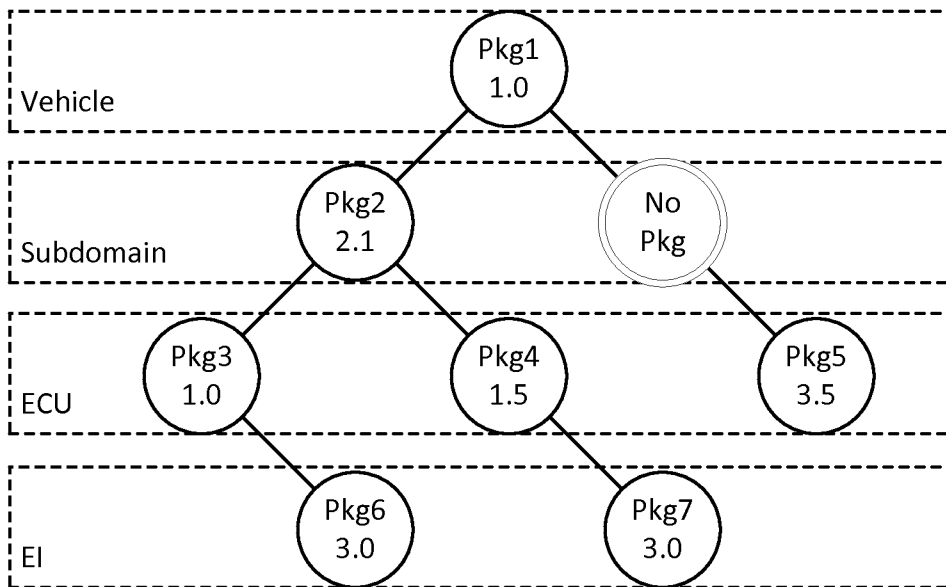 Pkg1
1.0
Vehicle
Pkg2
2.1
No
Pkg
Subdomain
Pkg3
1.0
Pkg4
1.5
Pkg5
3.5
ECU
Pkg6
3.0
Pkg7
3.0
EI